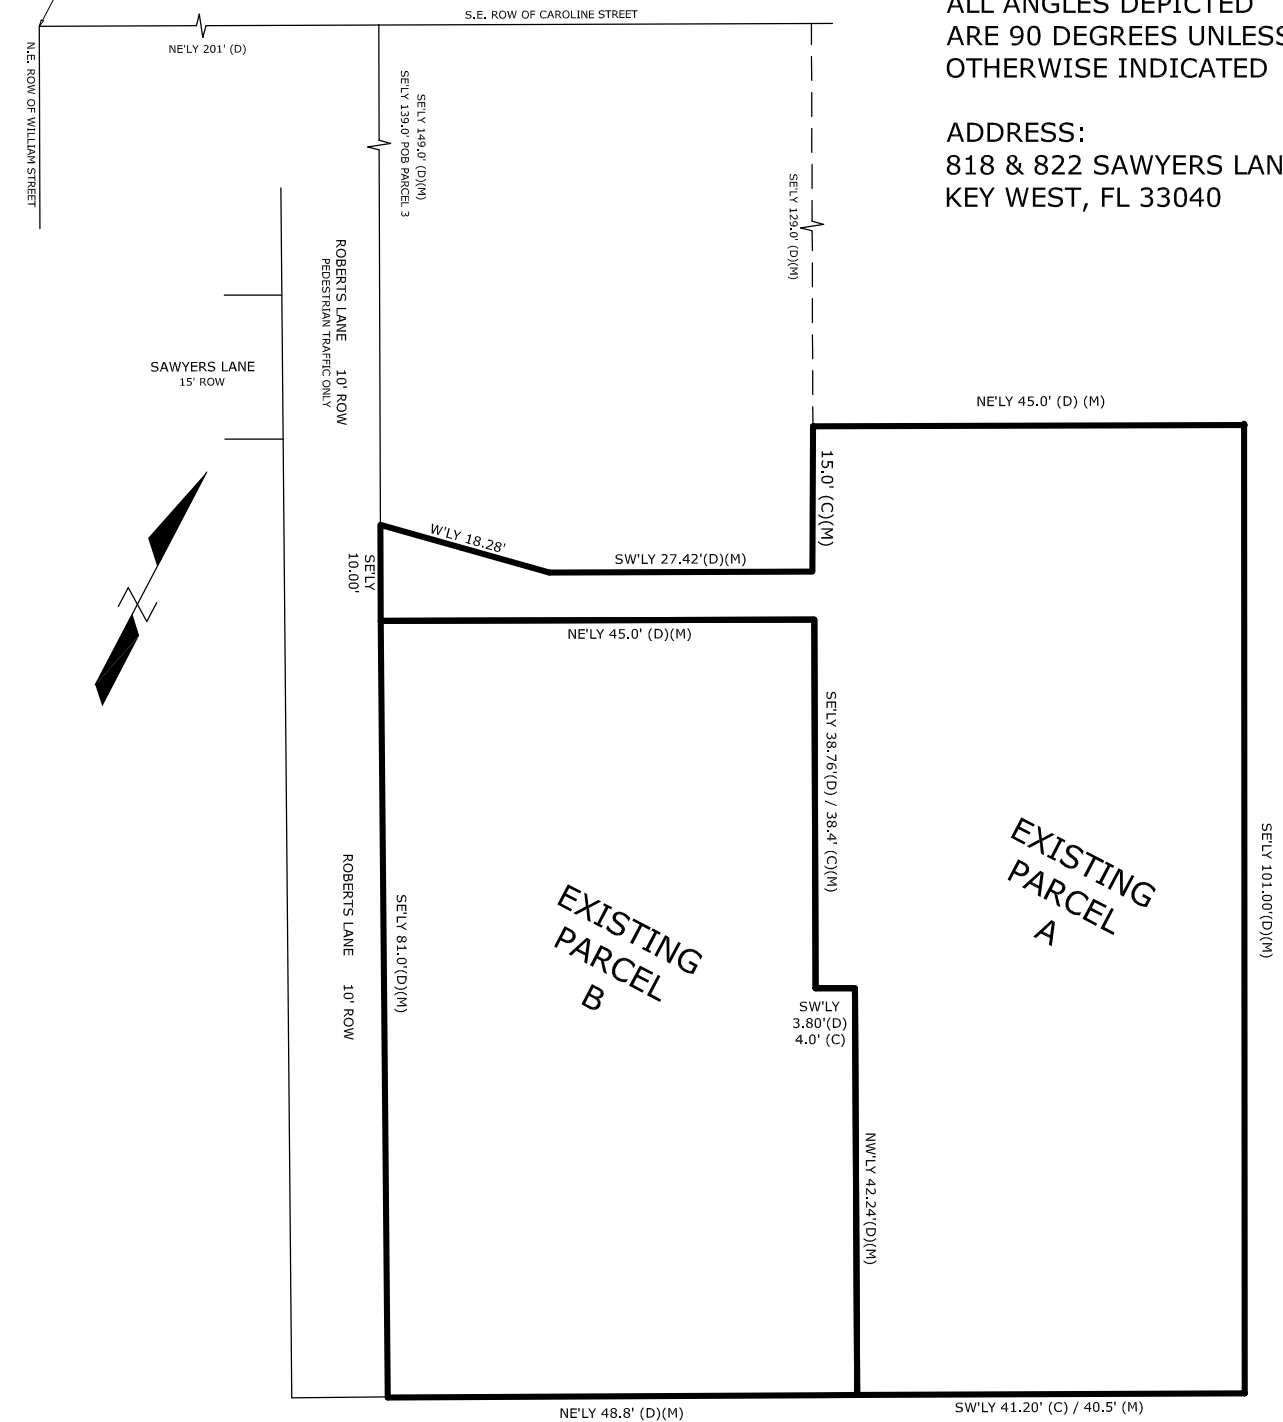 S.E. ROW OF CAROLINE STREET
ALL ANGLES DEPICTED
ARE 90 DEGREES UNLESS
OTHERWISE INDICATED
ADDRESS:
818 & 822 SAWYERS LAN
KEY WEST, FL 33040
NE'LY 201' (D)
N.E. ROW OF WILLIAM STREET
SE'LY 149.0' (D)(M)
SE'LY 139.0' POB PARCEL 3
SE'LY 129.0' (D)(M)
ROBERTS LANE 10' ROW
PEDESTRIAN TRAFFIC ONLY
SAWYERS LANE
15' ROW
NE'LY 45.0' (D) (M)
15.0' (C)(M)
W'LY 18.28'
SW'LY 27.42'(D)(M)
SE'LY
10.00'
NE'LY 45.0' (D)(M)
SE'LY 38.76'(D) / 38.4' (C)(M)
EXISTING
PARCEL
A
SE'LY 101.00'(D)(M)
ROBERTS LANE 10' ROW
SE'LY 81.0'(D)(M)
EXISTING
PARCEL
B
SW'LY
3.80'(D)
4.0' (C)
NW'LY 42.24'(D)(M)
NE'LY 48.8' (D)(M)
SW'LY 41.20' (C) / 40.5' (M)